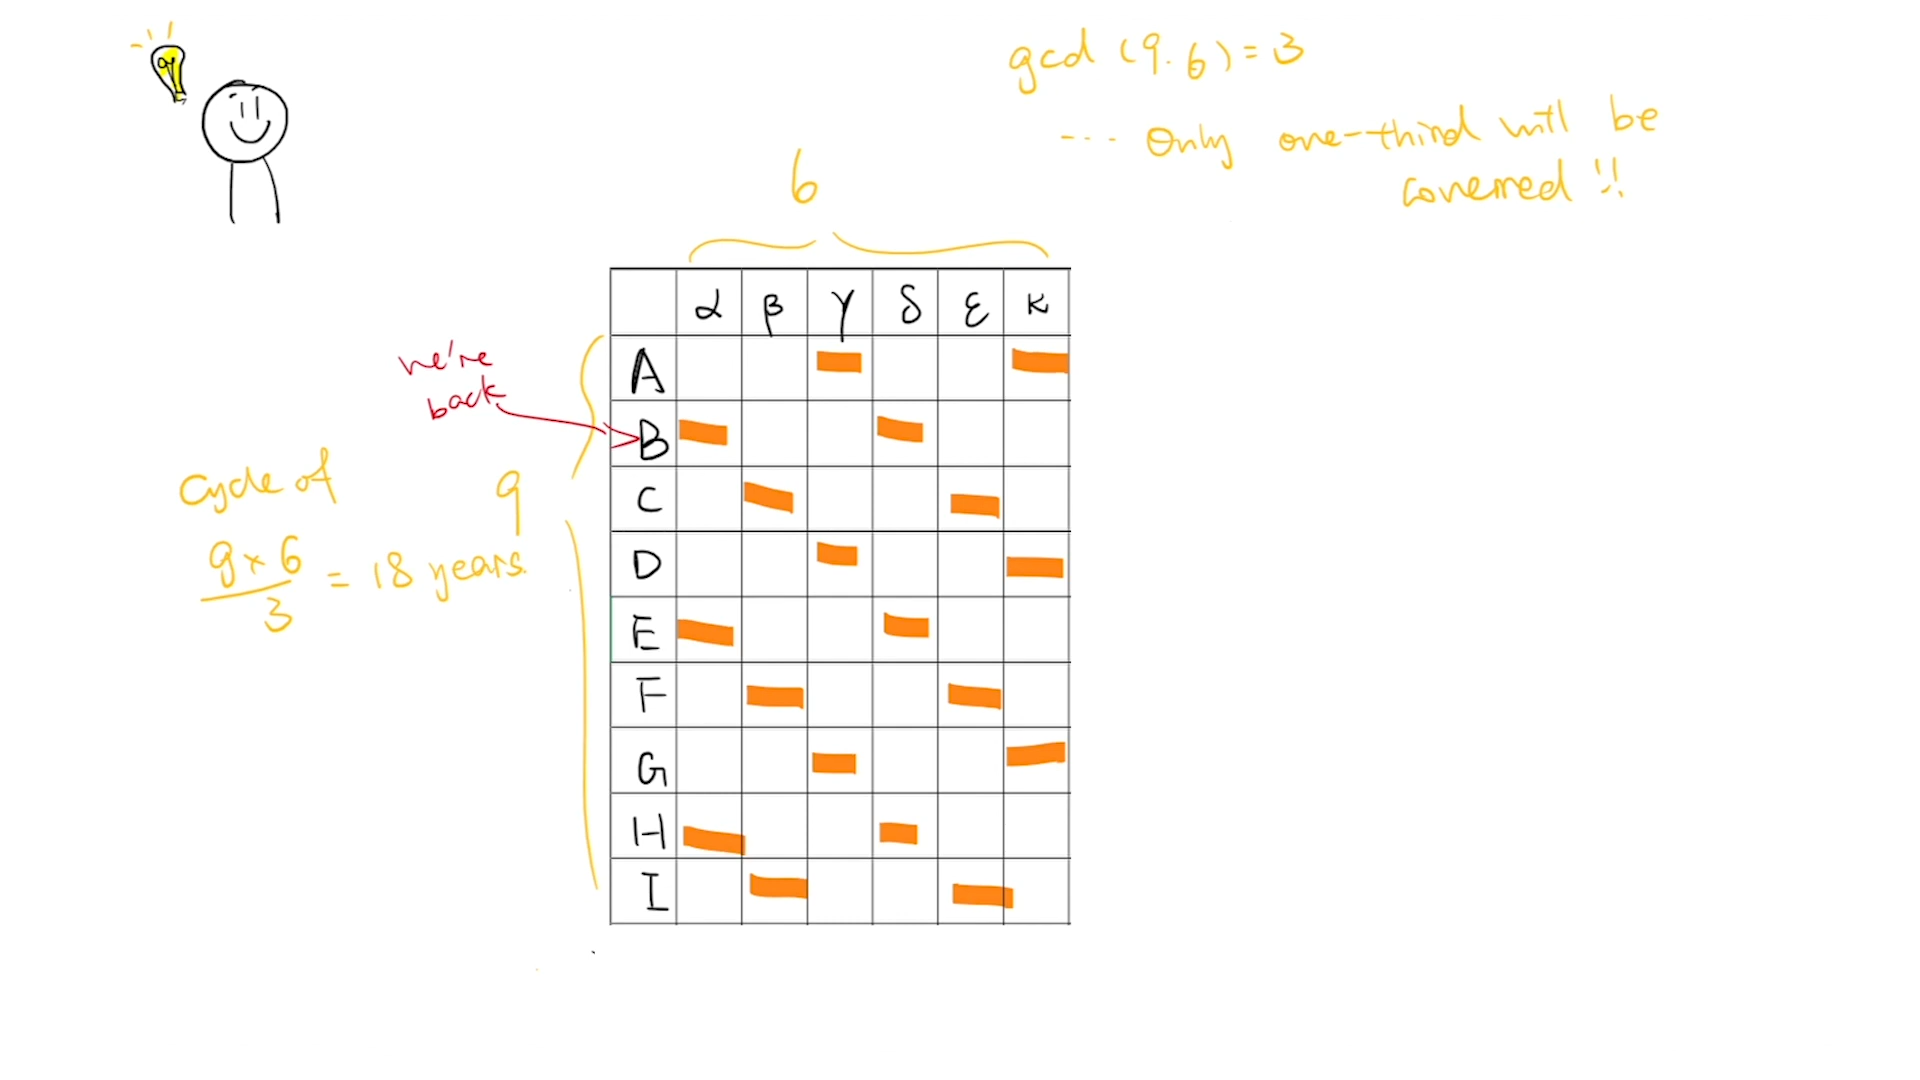 gcd (9.6) = 3
--- Only one-third will be
coverred !!
6
α β γ δ ε κ
we're
back
A
B
C
D
E
F
G
H
I
Cycle of
9×6
3
= 18 years.
9